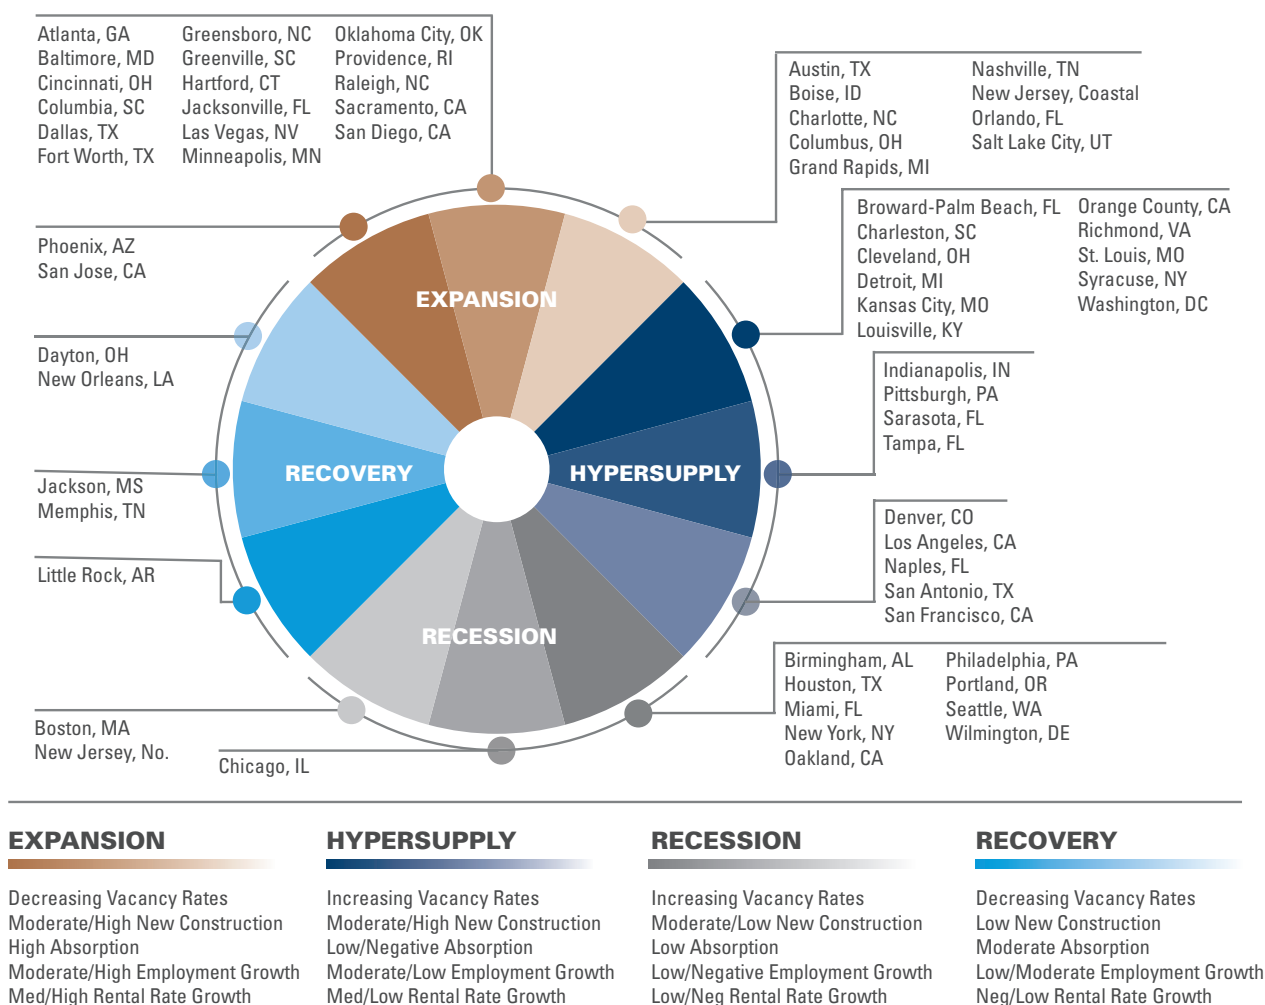 Atlanta, GA
Baltimore, MD
Cincinnati, OH
Columbia, SC
Dallas, TX
Fort Worth, TX
Greensboro, NC
Greenville, SC
Hartford, CT
Jacksonville, FL
Las Vegas, NV
Minneapolis, MN
Oklahoma City, OK
Providence, RI
Raleigh, NC
Sacramento, CA
San Diego, CA
Austin, TX
Boise, ID
Charlotte, NC
Columbus, OH
Grand Rapids, MI
Nashville, TN
New Jersey, Coastal
Orlando, FL
Salt Lake City, UT
Broward-Palm Beach, FL
Charleston, SC
Cleveland, OH
Detroit, MI
Kansas City, MO
Louisville, KY
Orange County, CA
Richmond, VA
St. Louis, MO
Syracuse, NY
Washington, DC
Phoenix, AZ
San Jose, CA
EXPANSION
Dayton, OH
New Orleans, LA
Indianapolis, IN
Pittsburgh, PA
Sarasota, FL
Tampa, FL
RECOVERY
HYPERSUPPLY
Jackson, MS
Memphis, TN
Denver, CO
Los Angeles, CA
Naples, FL
San Antonio, TX
San Francisco, CA
Little Rock, AR
RECESSION
Birmingham, AL
Houston, TX
Miami, FL
New York, NY
Oakland, CA
Philadelphia, PA
Portland, OR
Seattle, WA
Wilmington, DE
Boston, MA
New Jersey, No.
Chicago, IL
EXPANSION
Decreasing Vacancy Rates
Moderate/High New Construction
High Absorption
Moderate/High Employment Growth
Med/High Rental Rate Growth
HYPERSUPPLY
Increasing Vacancy Rates
Moderate/High New Construction
Low/Negative Absorption
Moderate/Low Employment Growth
Med/Low Rental Rate Growth
RECESSION
Increasing Vacancy Rates
Moderate/Low New Construction
Low Absorption
Low/Negative Employment Growth
Low/Neg Rental Rate Growth
RECOVERY
Decreasing Vacancy Rates
Low New Construction
Moderate Absorption
Low/Moderate Employment Growth
Neg/Low Rental Rate Growth